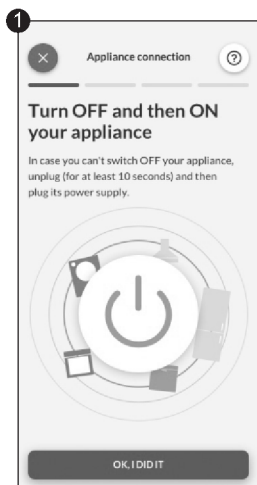 1
Appliance connection
?
Turn OFF and then ON
your appliance
In case you can't switch OFF your appliance,
unplug (for at least 10 seconds) and then
plug its power supply.
OK, I DID IT